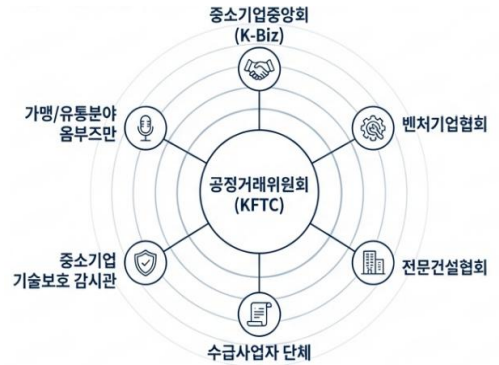 중소기업중앙회
(K-Biz)
가맹/유통분야
옴부즈만
벤처기업협회
공정거래위원회
(KFTC)
중소기업
기술보호 감시관
전문건설협회
수급사업자 단체